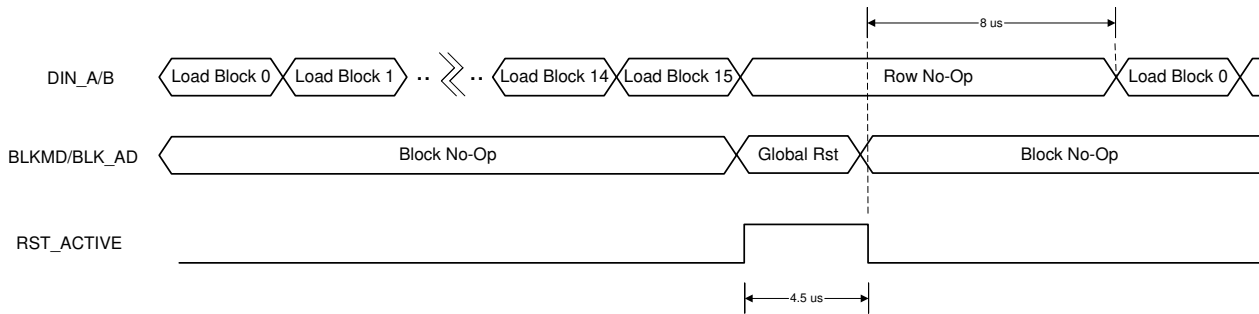 8 us
DIN_A/B Load Block 0 Load Block 1 .. .. Load Block 14 Load Block 15 Row No-Op Load Block 0
BLKMD/BLK_AD Block No-Op Global Rst Block No-Op
RST_ACTIVE
4.5 us